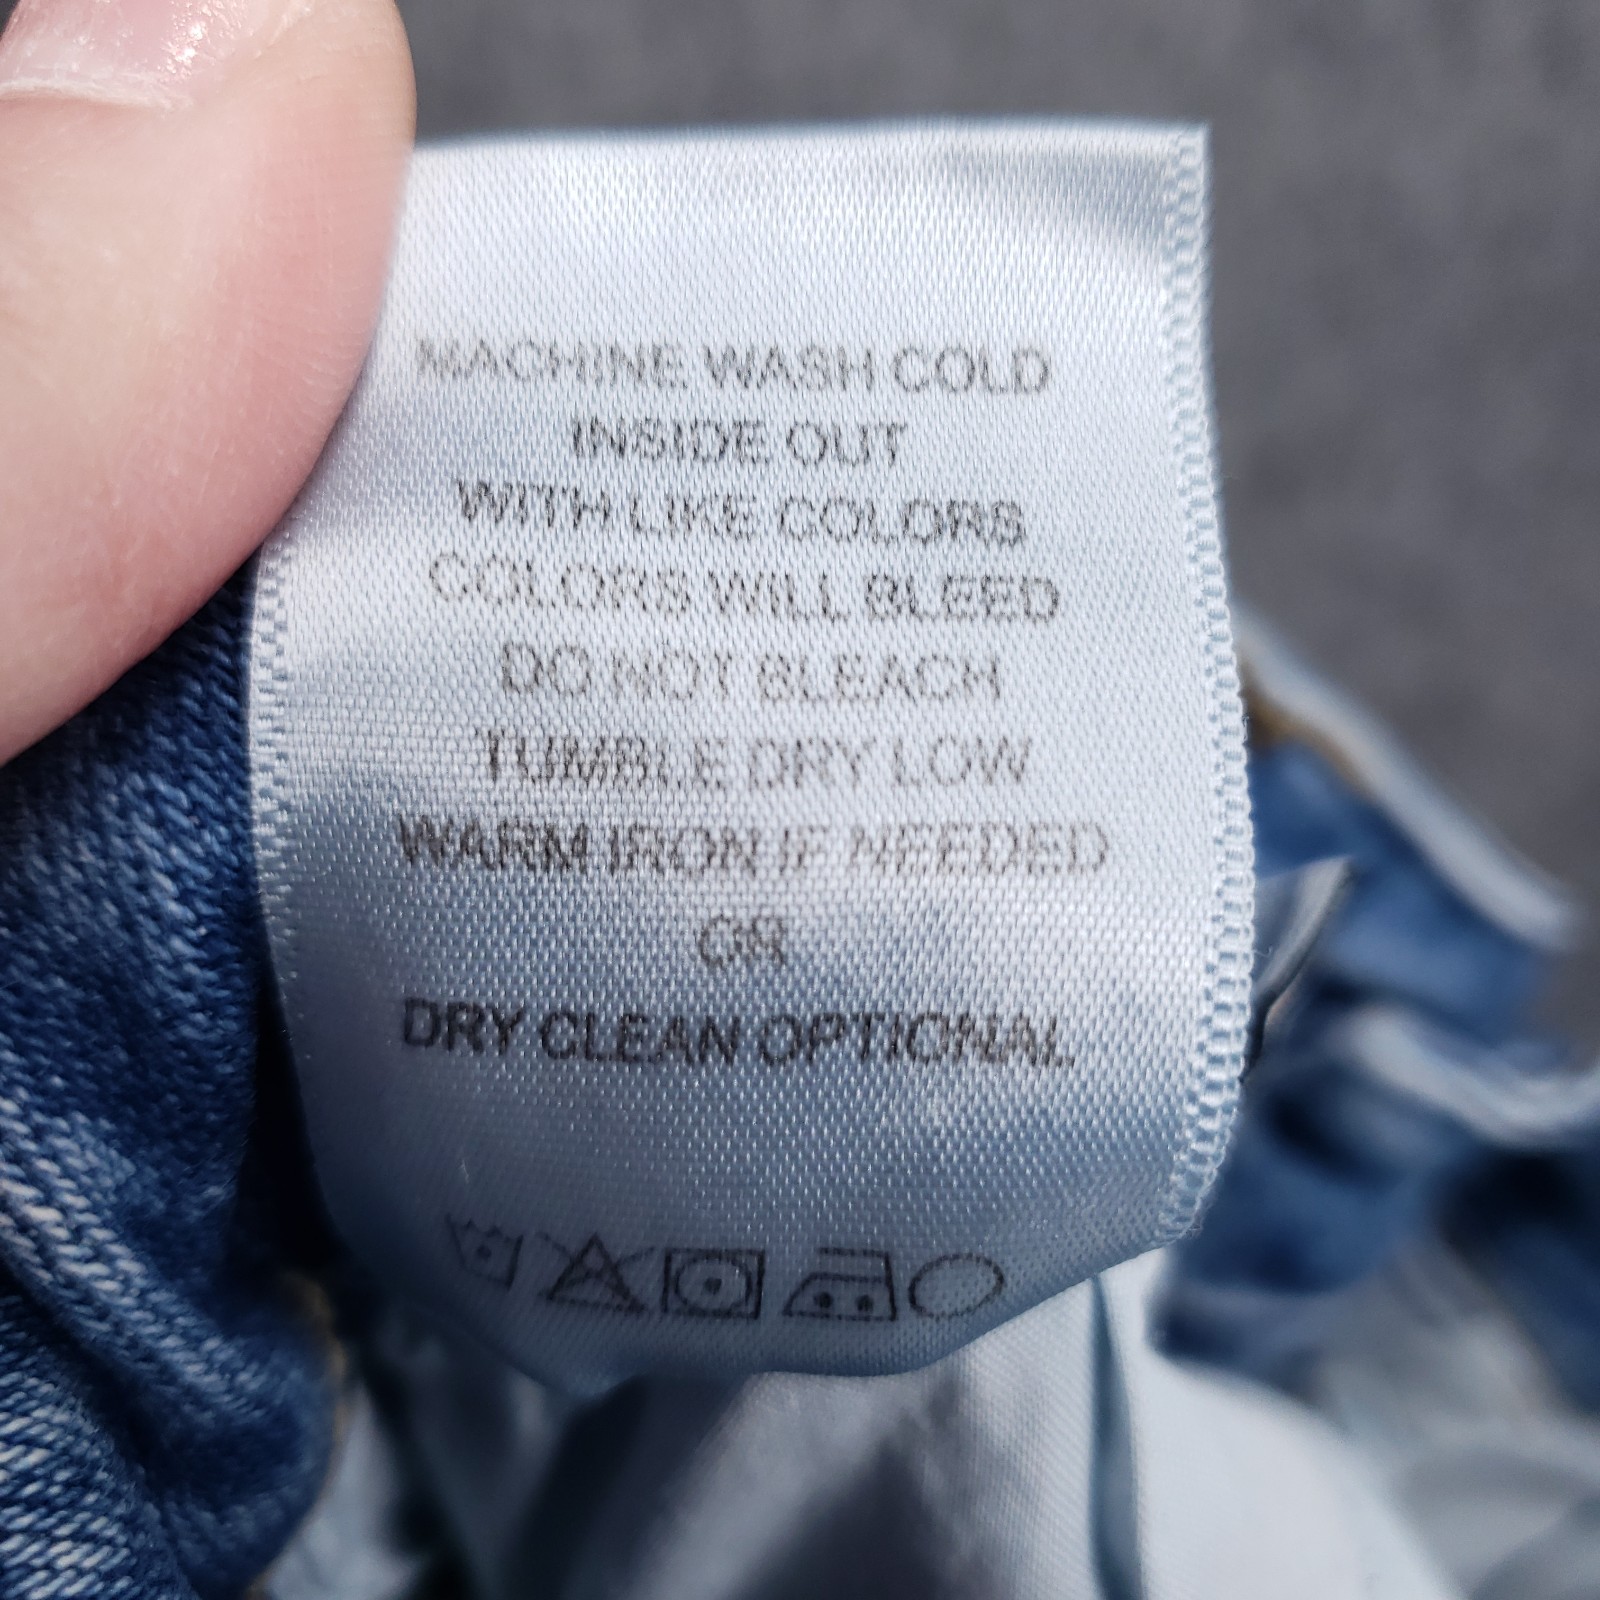 MACHINE WASH COLD
INSIDE OUT
WITH LIKE COLORS
COLORS WILL BLEED
DO NOT BLEACH
TUMBLE DRY LOW
WARM IRON IF NEEDED
OR
DRY CLEAN OPTIONAL